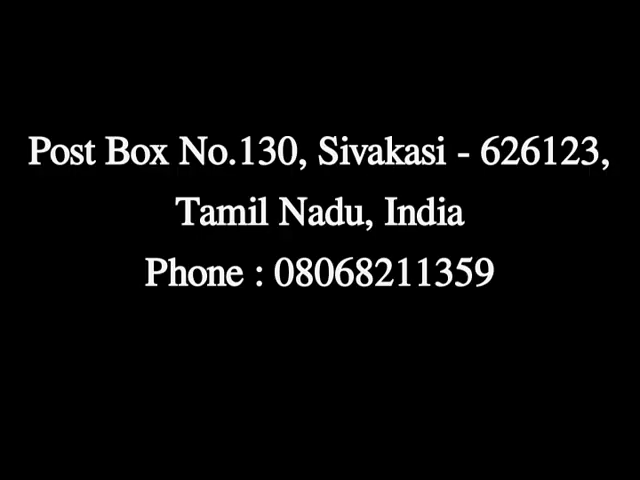 Post Box No.130, Sivakasi - 626123,
Tamil Nadu, India
Phone : 08068211359